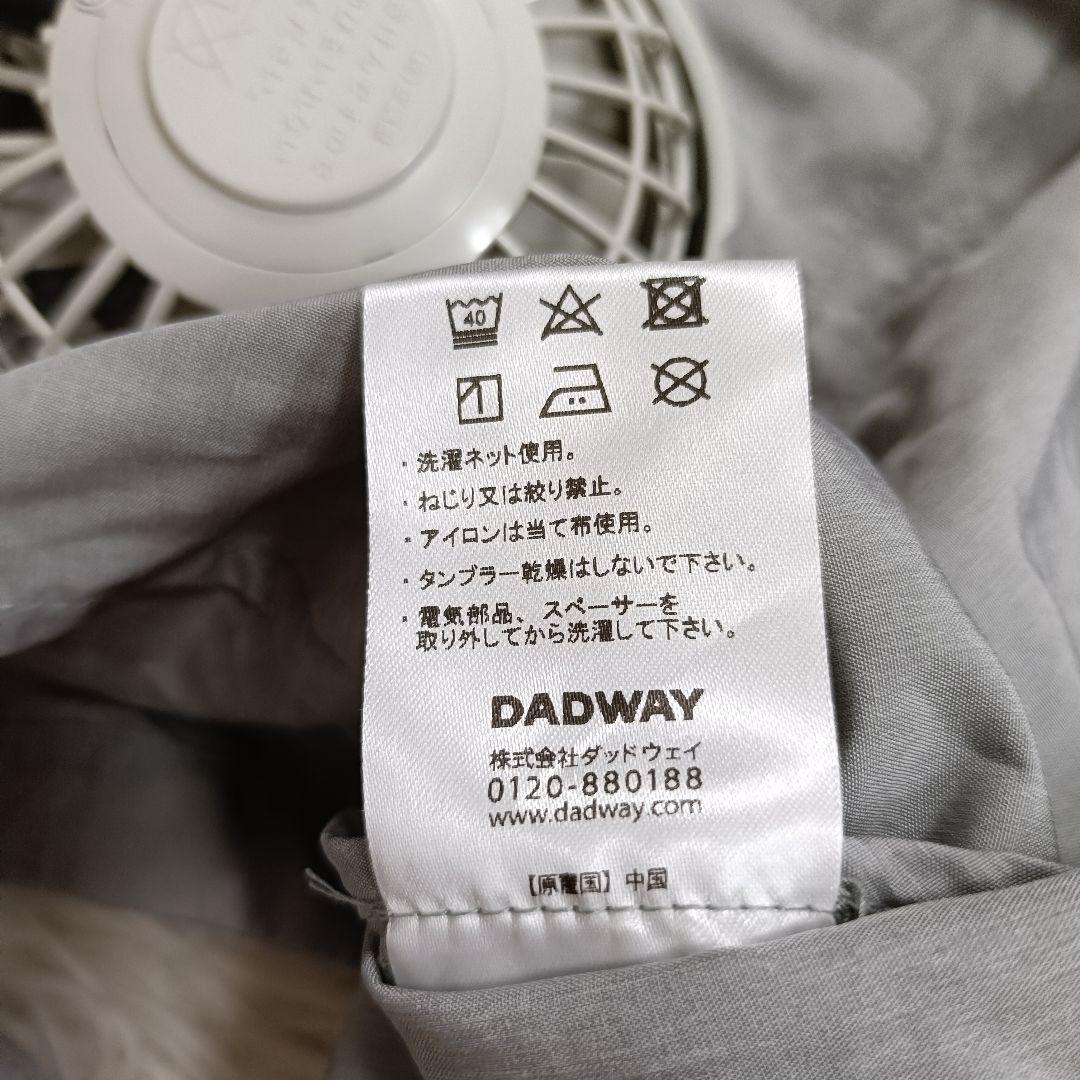 40
・洗濯ネット使用。
・ねじり又は絞り禁止。
・アイロンは当て布使用。
・タンブラー乾燥はしないで下さい。
・電気部品、スペーサーを
取り外してから洗濯して下さい。
DADWAY
株式会社ダッドウェイ
0120-880188
www.dadway.com
【原産国】中国